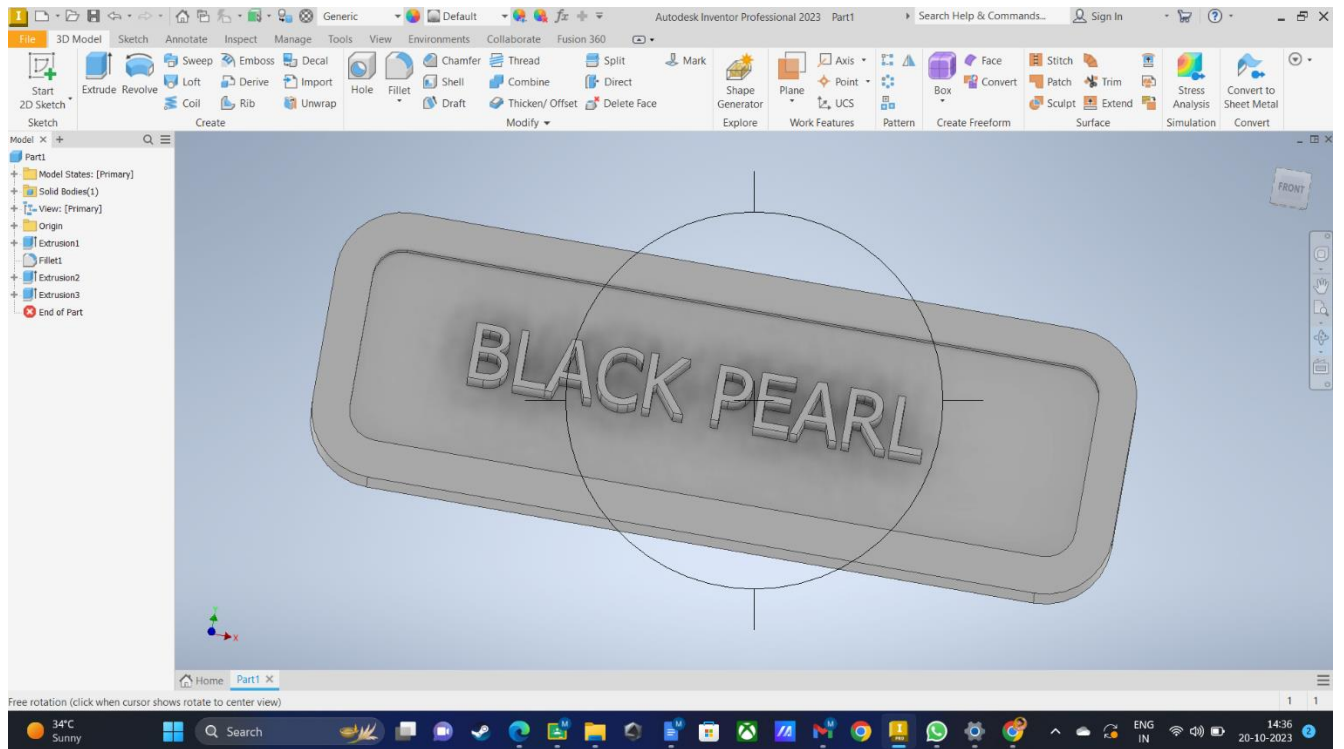 Generic Default fx Autodesk Inventor Professional 2023 Part1 Search Help & Commands... Sign In
File 3D Model Sketch Annotate Inspect Manage Tools View Environments Collaborate Fusion 360
Sweep Emboss Decal Chamfer Thread Split Mark Axis Face Stitch
Loft Derive Import Shell Combine Direct Point Convert Patch Trim
Start 2D Sketch Extrude Revolve Coil Rib Unwrap Hole Fillet Draft Thicken/ Offset Delete Face Shape Generator Plane UCS Box Sculpt Extend Stress Analysis Convert to Sheet Metal
Sketch Create Modify Explore Work Features Pattern Create Freeform Surface Simulation Convert
Model
Part1
Model States: [Primary]
Solid Bodies(1)
View: [Primary]
Origin
Extrusion1
Fillet1
Extrusion2
Extrusion3
End of Part
FRONT
BLACK PEARL
Y
X
Home Part1
Free rotation (click when cursor shows rotate to center view) 1 1
34°C
Sunny
Search
ENG
IN
14:36
20-10-2023
2